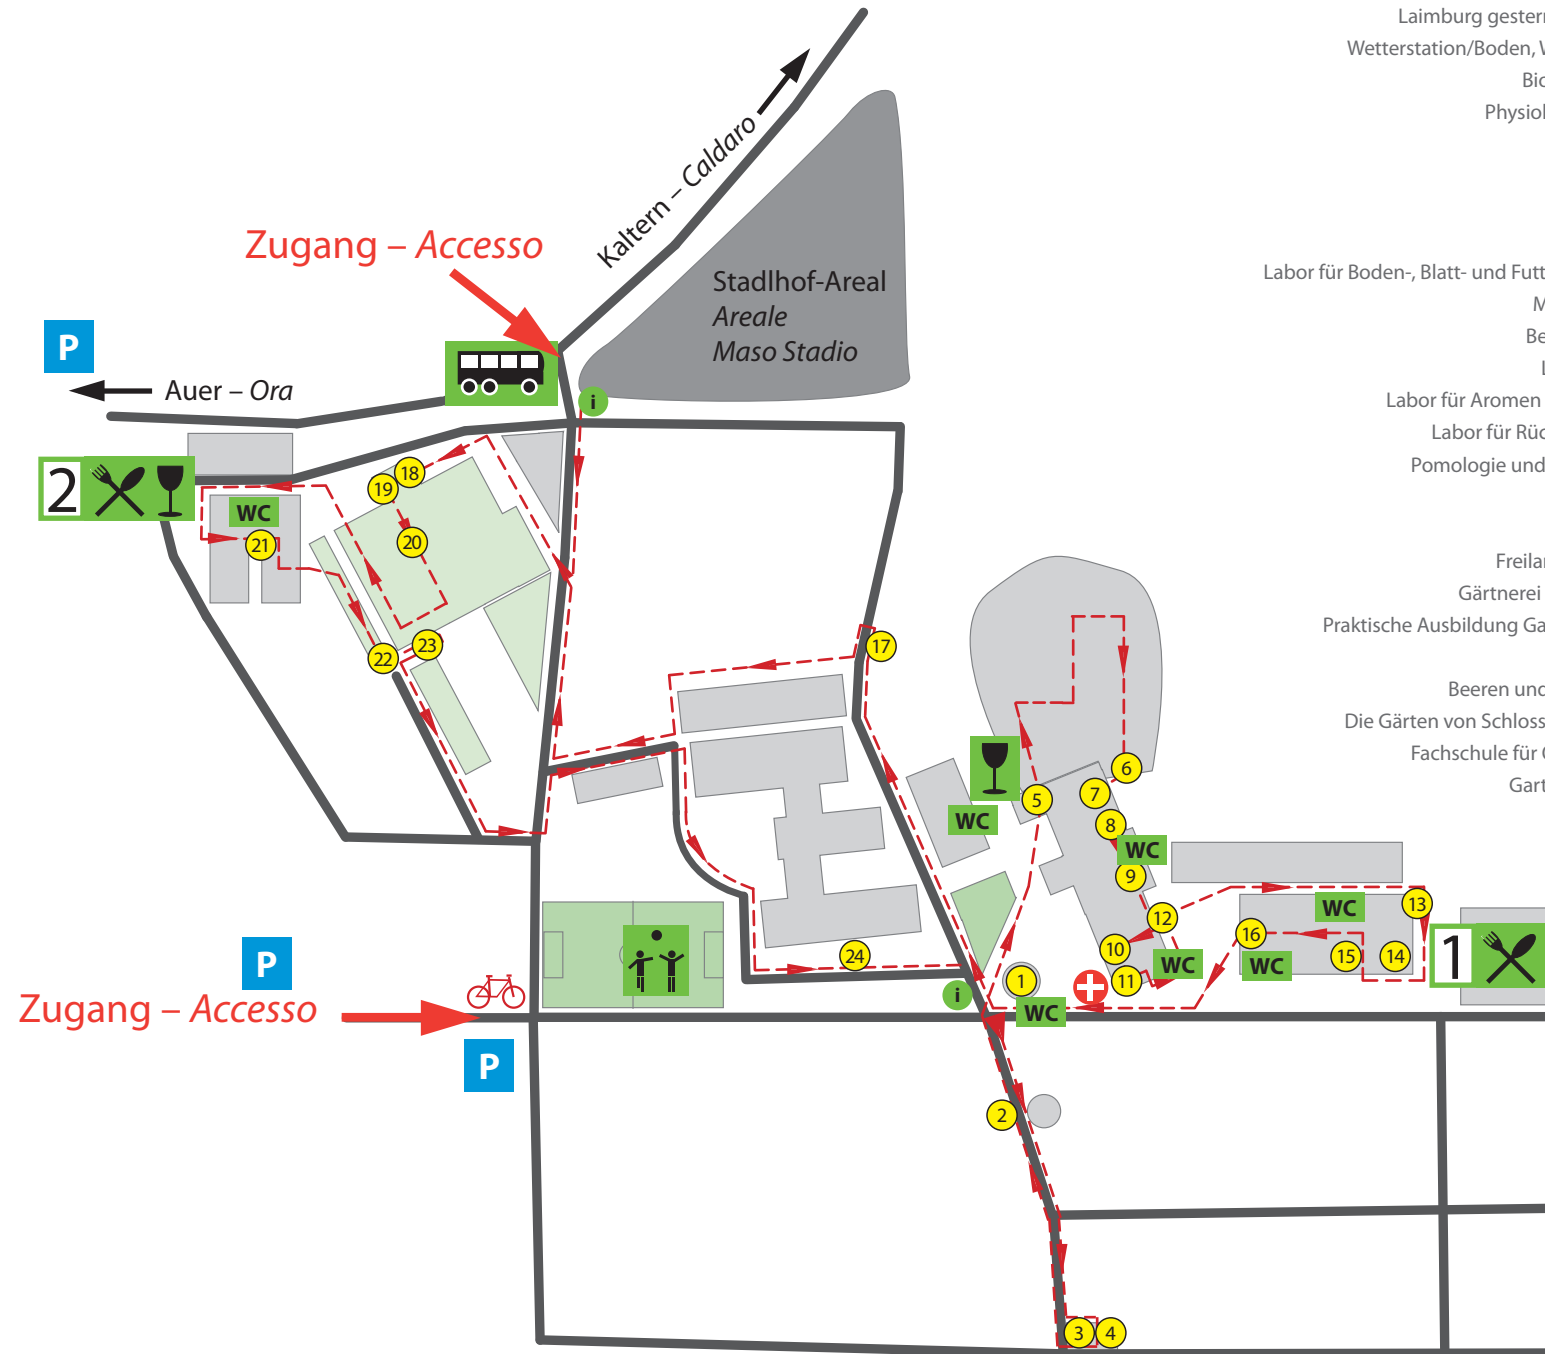 Laimburg gestern
Wetterstation/Boden, W
Bio
Physiol
Kaltern – Caldaro
Zugang – Accesso
Stadlhof-Areal
Areale
Maso Stadio
Labor für Boden-, Blatt- und Futt
M
Be
L
Labor für Aromen
Labor für Rüc
Pomologie und
P
Auer – Ora
i
2
WC
18
19
20
21
22
23
Freilan
Gärtnerei
Praktische Ausbildung Ga
17
Beeren und
Die Gärten von Schloss
Fachschule für G
Gart
5
6
7
8
WC
WC
9
10
11
12
WC
13
WC
14
15
16
WC
1
24
1
i
WC
P
Zugang – Accesso
P
2
3
4